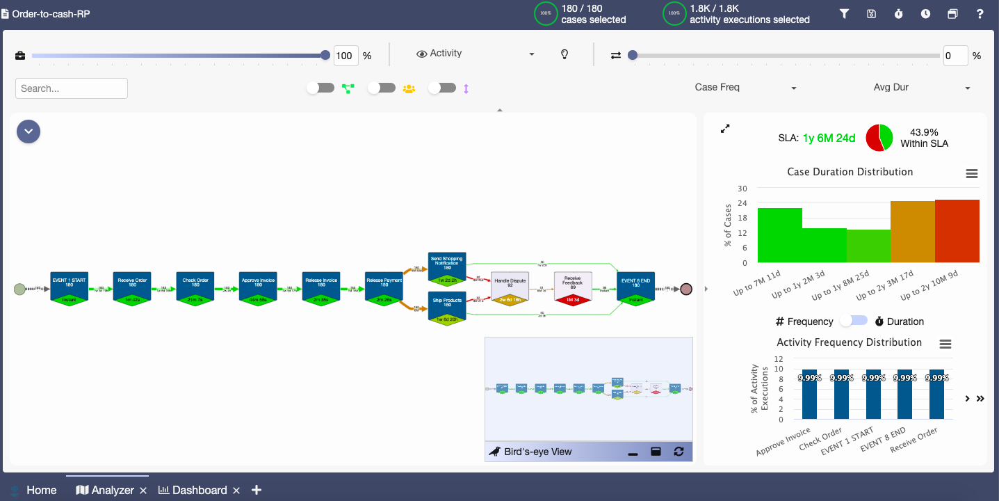 Order-to-cash-RP
100%
180 / 180
cases selected
100%
1.8K / 1.8K
activity executions selected
?
100
%
Activity
0
%
Search...
Case Freq
Avg Dur
SLA: 1y 6M 24d
43.9%
Within SLA
Case Duration Distribution
% of Cases
30
24
18
12
6
0
Up to 7M 11d
Up to 1y 2M 3d
Up to 1y 8M 25d
Up to 2y 3M 17d
Up to 2y 10M 9d
EVENT 1 START
180
Instant
Receive Order
180
1m 42s
Check Order
180
21m 7s
Approve Invoice
180
44m 56s
Release Invoice
180
2m 35s
Release Payment
180
2m 26s
Send Shopping
Notification
180
1w 2d 2h
Ship Products
180
1w 6d 20h
Handle Dispute
92
2w 6d 16h
Receive
Feedback
89
1M 3d
EVENT 8 END
180
Instant
# Frequency
Duration
Activity Frequency Distribution
% of Activity
Executions
12
10
8
6
4
2
0
9.99%
9.99%
9.99%
9.99%
9.99%
Approve Invoice
Check Order
EVENT 1 START
EVENT 8 END
Receive Order
Bird's-eye View
Home
Analyzer
Dashboard